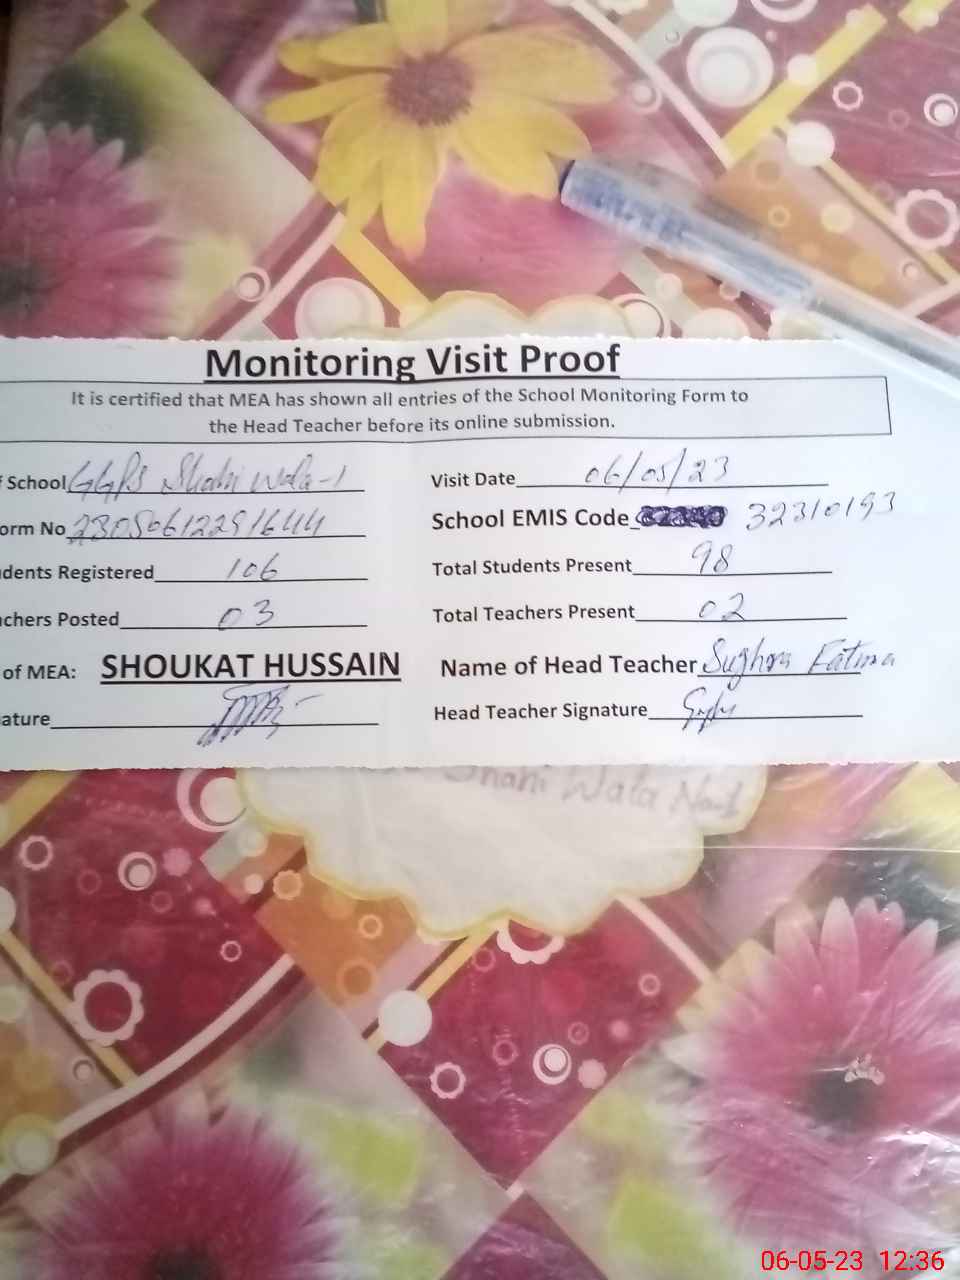 Monitoring Visit Proof
It is certified that MEA has shown all entries of the School Monitoring Form to
the Head Teacher before its online submission.
f School GGPS Shahi Wala-1 Visit Date 06/05/23
orm No 23050612291644 School EMIS Code 32310193
dents Registered 106 Total Students Present 98
chers Posted 03 Total Teachers Present 02
of MEA: SHOUKAT HUSSAIN Name of Head Teacher Sughra Fatima
ature Head Teacher Signature
Shahi Wala
06-05-23 12:36